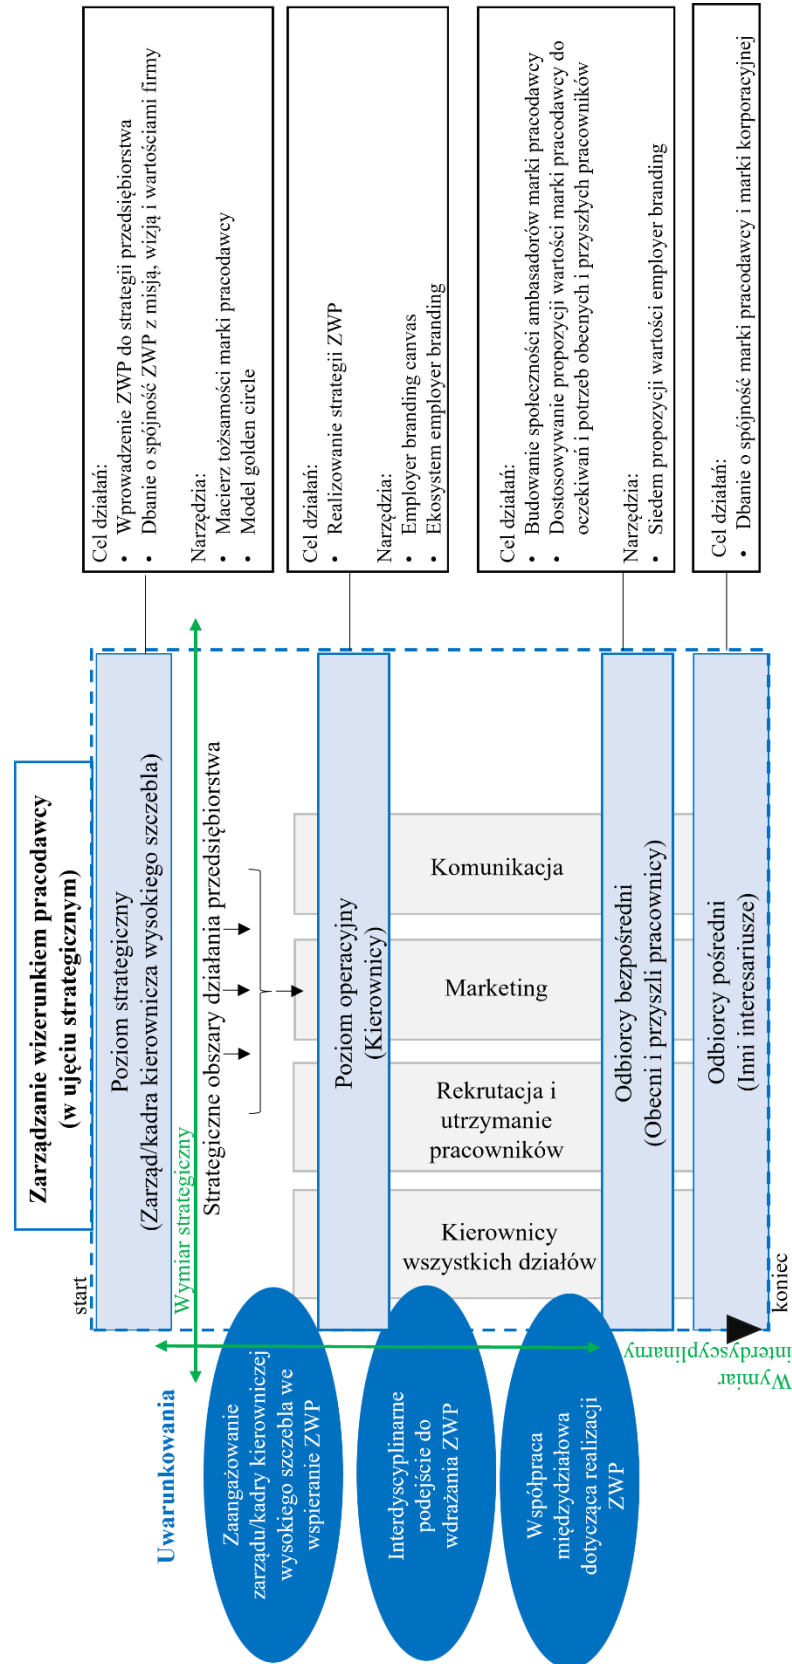 Zarządzanie wizerunkiem pracodawcy
(w ujęciu strategicznym)
start
Uwarunkowania
Zaangażowanie
zarządu/kadry kierowniczej
wysokiego szczebla we
wspieranie ZWP
Interdyscyplinarne
podejście do
wdrażania ZWP
Współpraca
międzydziałowa
dotycząca realizacji
ZWP
Poziom strategiczny
(Zarząd/kadra kierownicza wysokiego szczebla)
Wymiar strategiczny
Strategiczne obszary działania przedsiębiorstwa
Poziom operacyjny
(Kierownicy)
Kierownicy
wszystkich działów
Rekrutacja i
utrzymanie
pracowników
Marketing
Komunikacja
Odbiorcy bezpośredni
(Obecni i przyszli pracownicy)
Odbiorcy pośredni
(Inni interesariusze)
Wymiar
interdyscyplinarny
koniec
Cel działań:
• Wprowadzenie ZWP do strategii przedsiębiorstwa
• Dbanie o spójność ZWP z misją, wizją i wartościami firmy
Narzędzia:
• Macierz tożsamości marki pracodawcy
• Model golden circle
Cel działań:
• Realizowanie strategii ZWP
Narzędzia:
• Employer branding canvas
• Ekosystem employer branding
Cel działań:
• Budowanie społeczności ambasadorów marki pracodawcy
• Dostosowywanie propozycji wartości marki pracodawcy do
oczekiwań i potrzeb obecnych i przyszłych pracowników
Narzędzia:
• Siedem propozycji wartości employer branding
Cel działań:
• Dbanie o spójność marki pracodawcy i marki korporacyjnej